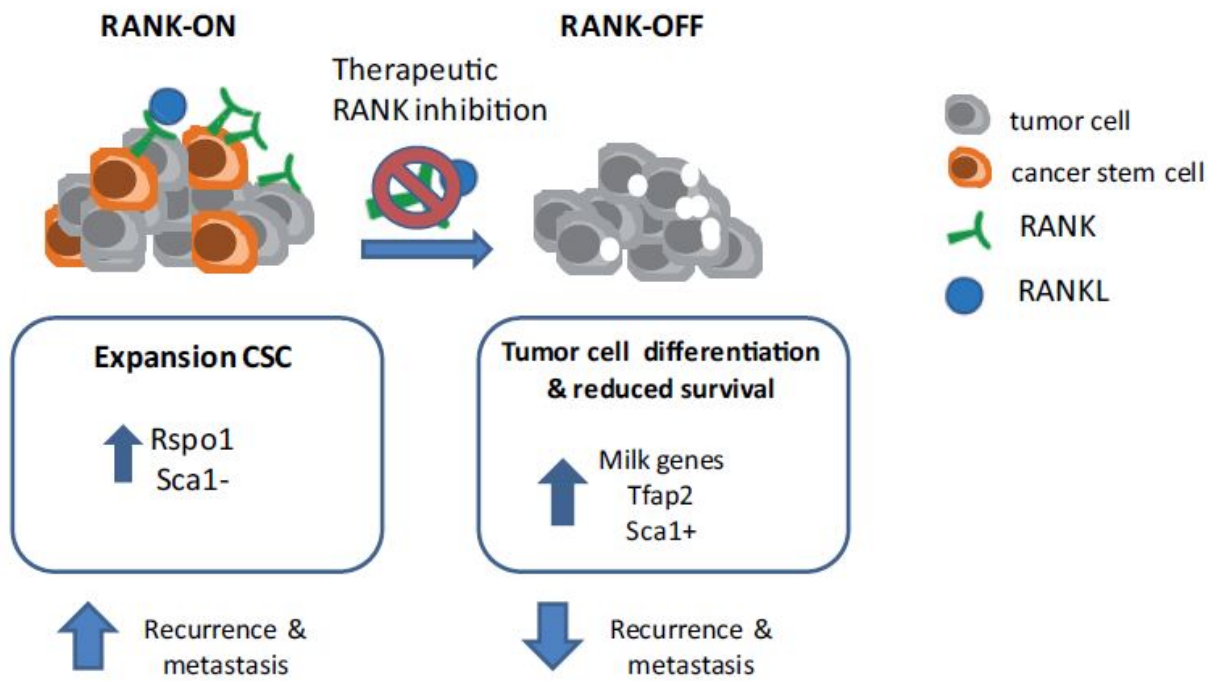 RANK-ON
RANK-OFF
Therapeutic
RANK inhibition
tumor cell
cancer stem cell
RANK
RANKL
Expansion CSC
Rspo1
Sca1-
Tumor cell differentiation
& reduced survival
Milk genes
Tfap2
Sca1+
Recurrence &
metastasis
Recurrence &
metastasis